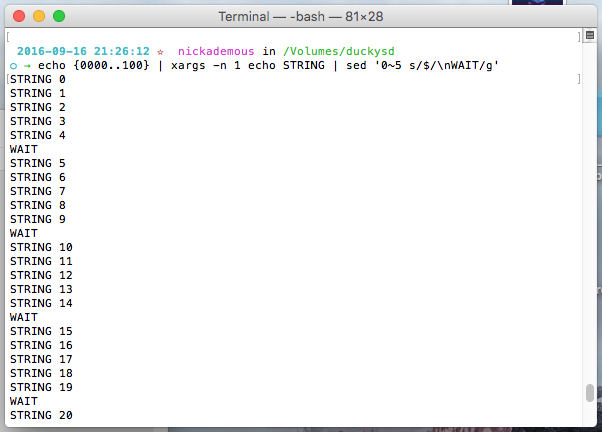 Terminal — -bash — 81×28
[ ]
2016-09-16 21:26:12 ☆ nickademous in /Volumes/duckysd
○ → echo {0000..100} | xargs -n 1 echo STRING | sed '0~5 s/$/\nWAIT/g'
[STRING 0 ]
STRING 1
STRING 2
STRING 3
STRING 4
WAIT
STRING 5
STRING 6
STRING 7
STRING 8
STRING 9
WAIT
STRING 10
STRING 11
STRING 12
STRING 13
STRING 14
WAIT
STRING 15
STRING 16
STRING 17
STRING 18
STRING 19
WAIT
STRING 20